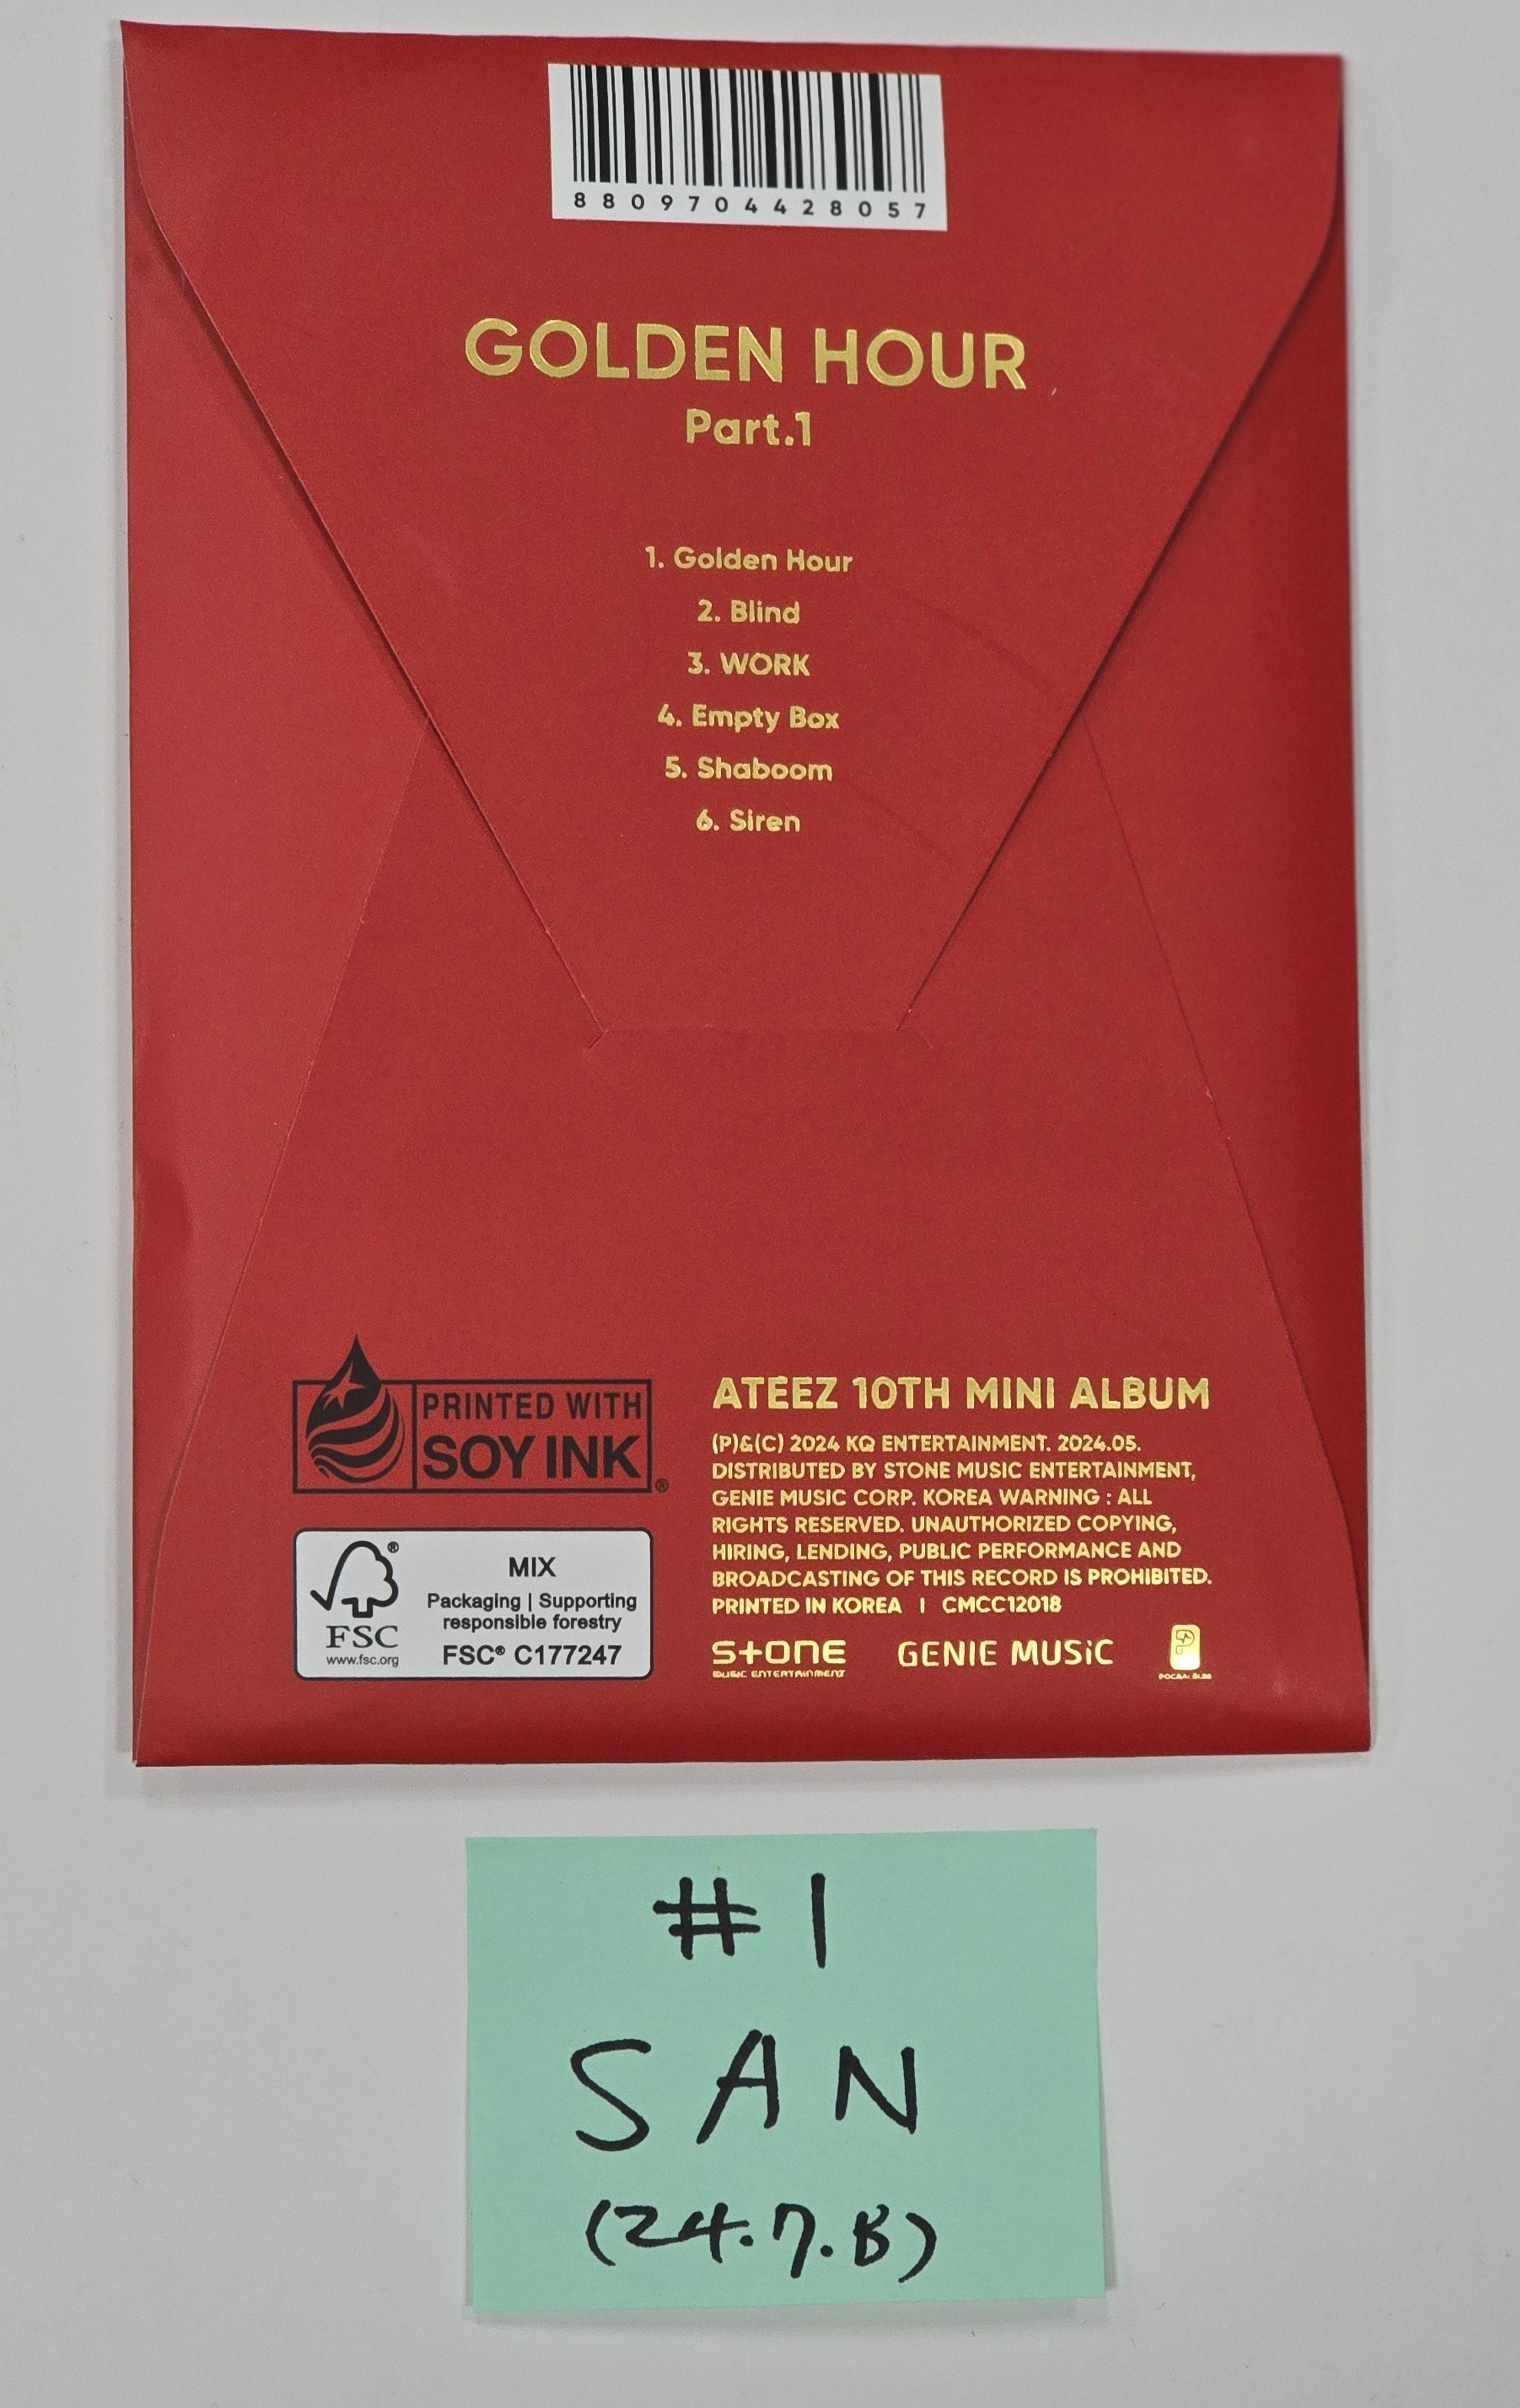 8809704428057
GOLDEN HOUR
Part.1
1. Golden Hour
2. Blind
3. WORK
4. Empty Box
5. Shaboom
6. Siren
PRINTED WITH
SOY INK
®
FSC®
www.fsc.org
MIX
Packaging | Supporting
responsible forestry
FSC® C177247
ATEEZ 10TH MINI ALBUM
(P)&(C) 2024 KQ ENTERTAINMENT. 2024.05.
DISTRIBUTED BY STONE MUSIC ENTERTAINMENT,
GENIE MUSIC CORP. KOREA WARNING : ALL
RIGHTS RESERVED. UNAUTHORIZED COPYING,
HIRING, LENDING, PUBLIC PERFORMANCE AND
BROADCASTING OF THIS RECORD IS PROHIBITED.
PRINTED IN KOREA | CMCC12018
STONE
MUSIC ENTERTAINMENT
GENIE MUSiC
#1
SAN
(24.7.B)